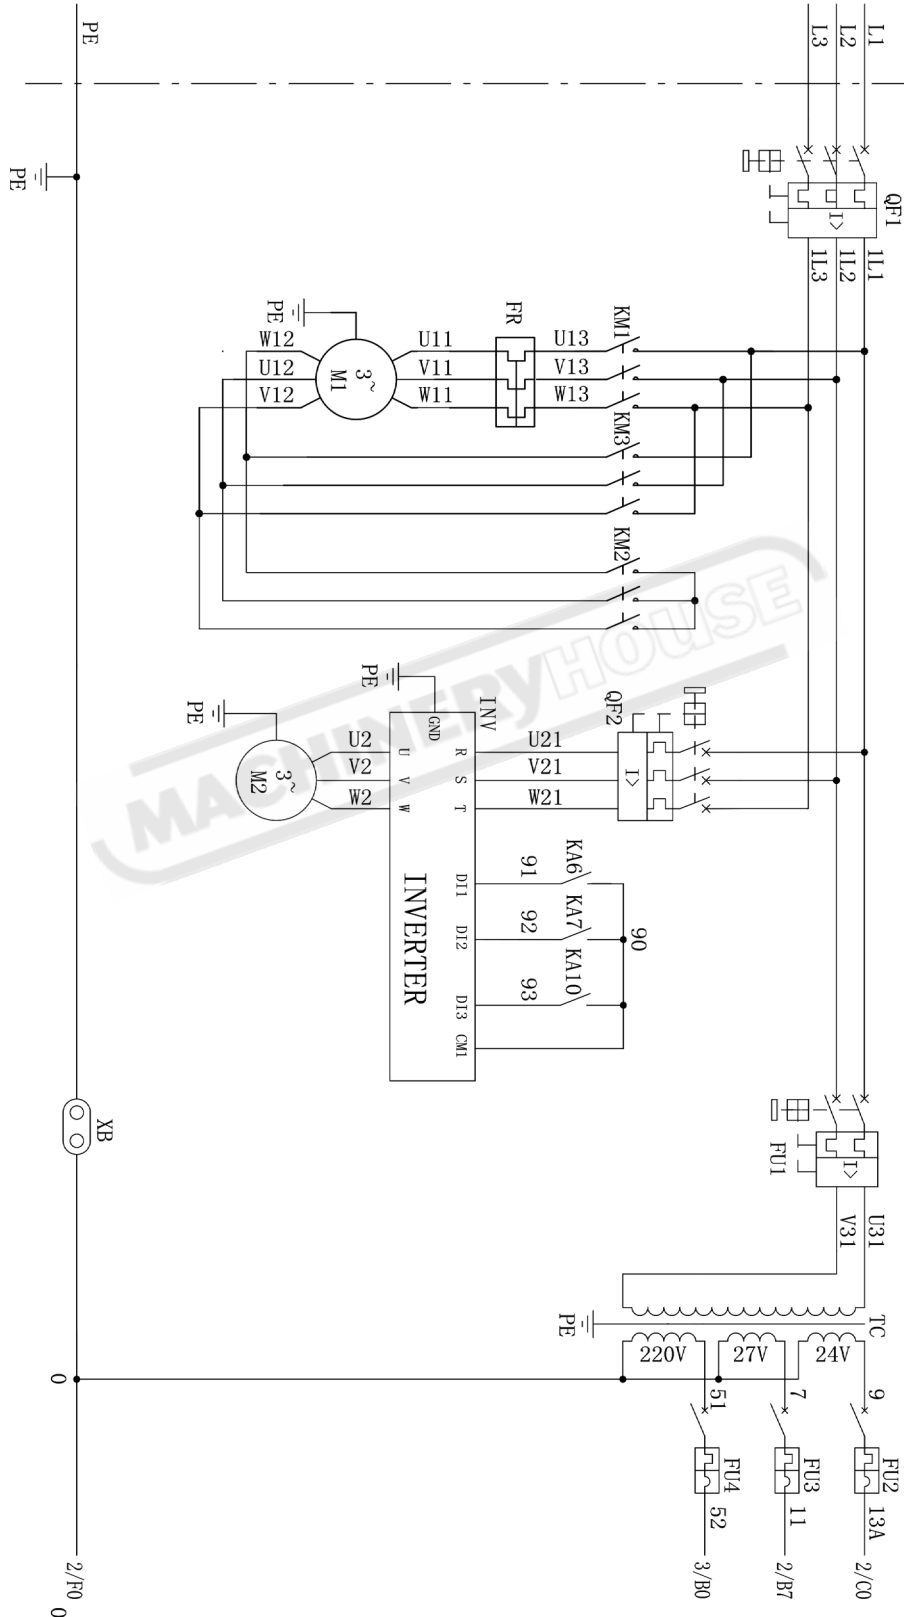 L1
L2
L3
PE
PE
QF1
I>
1L1
1L2
1L3
KM1
U13
V13
W13
FR
U11
V11
W11
PE
3~
M1
W12
U12
V12
KM3
KM2
MACHINERYHOUSE
QF2
I>
U21
V21
W21
INV
PE
GND
R
S
T
U
V
W
U2
V2
W2
PE
3~
M2
INVERTER
DI1
DI2
DI3
CM1
91
92
93
KA6
KA7
KA10
90
XB
FU1
I>
U31
V31
TC
PE
220V
27V
24V
0
9
7
51
FU2
FU3
FU4
13A
11
52
2/C0
2/B7
3/B0
2/F0
0